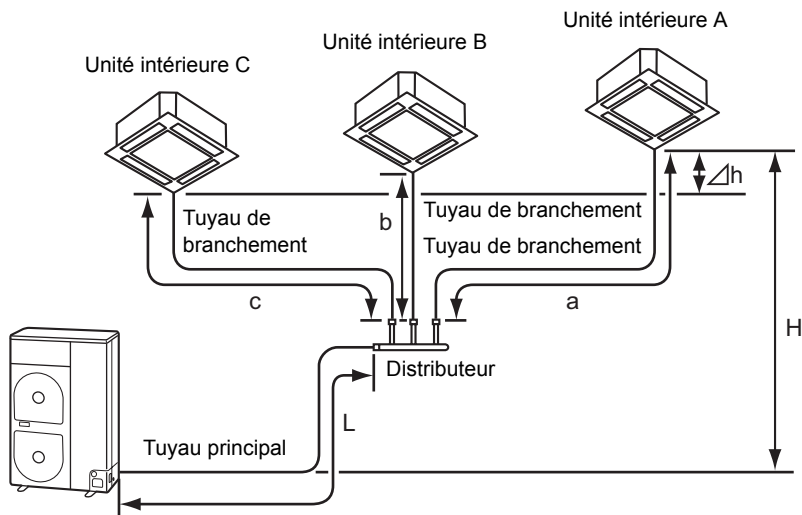 Unité intérieure A
Unité intérieure B
Unité intérieure C
⊿h
Tuyau de
branchement
b
Tuyau de branchement
Tuyau de branchement
c
a
H
Distributeur
L
Tuyau principal